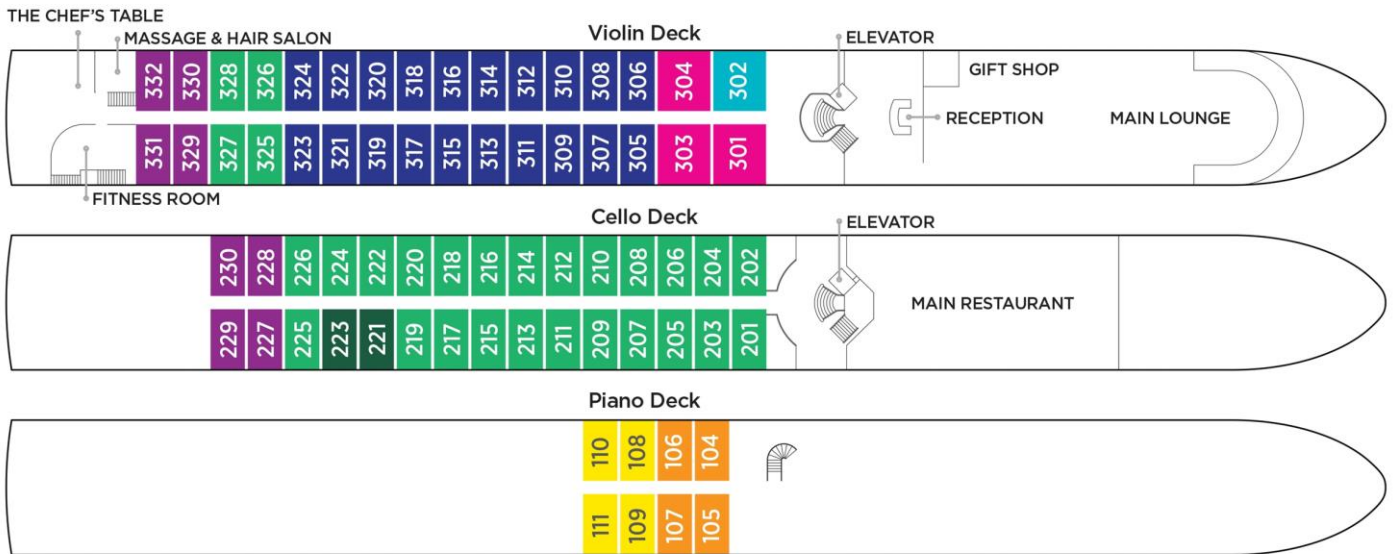 THE CHEF'S TABLE
MASSAGE & HAIR SALON
Violin Deck
ELEVATOR
332 330 328 326 324 322 320 318 316 314 312 310 308 306 304 302
GIFT SHOP
RECEPTION
MAIN LOUNGE
331 329 327 325 323 321 319 317 315 313 311 309 307 305 303 301
FITNESS ROOM
Cello Deck
ELEVATOR
230 228 226 224 222 220 218 216 214 212 210 208 206 204 202
MAIN RESTAURANT
229 227 225 223 221 219 217 215 213 211 209 207 205 203 201
Piano Deck
110 108 106 104
111 109 107 105